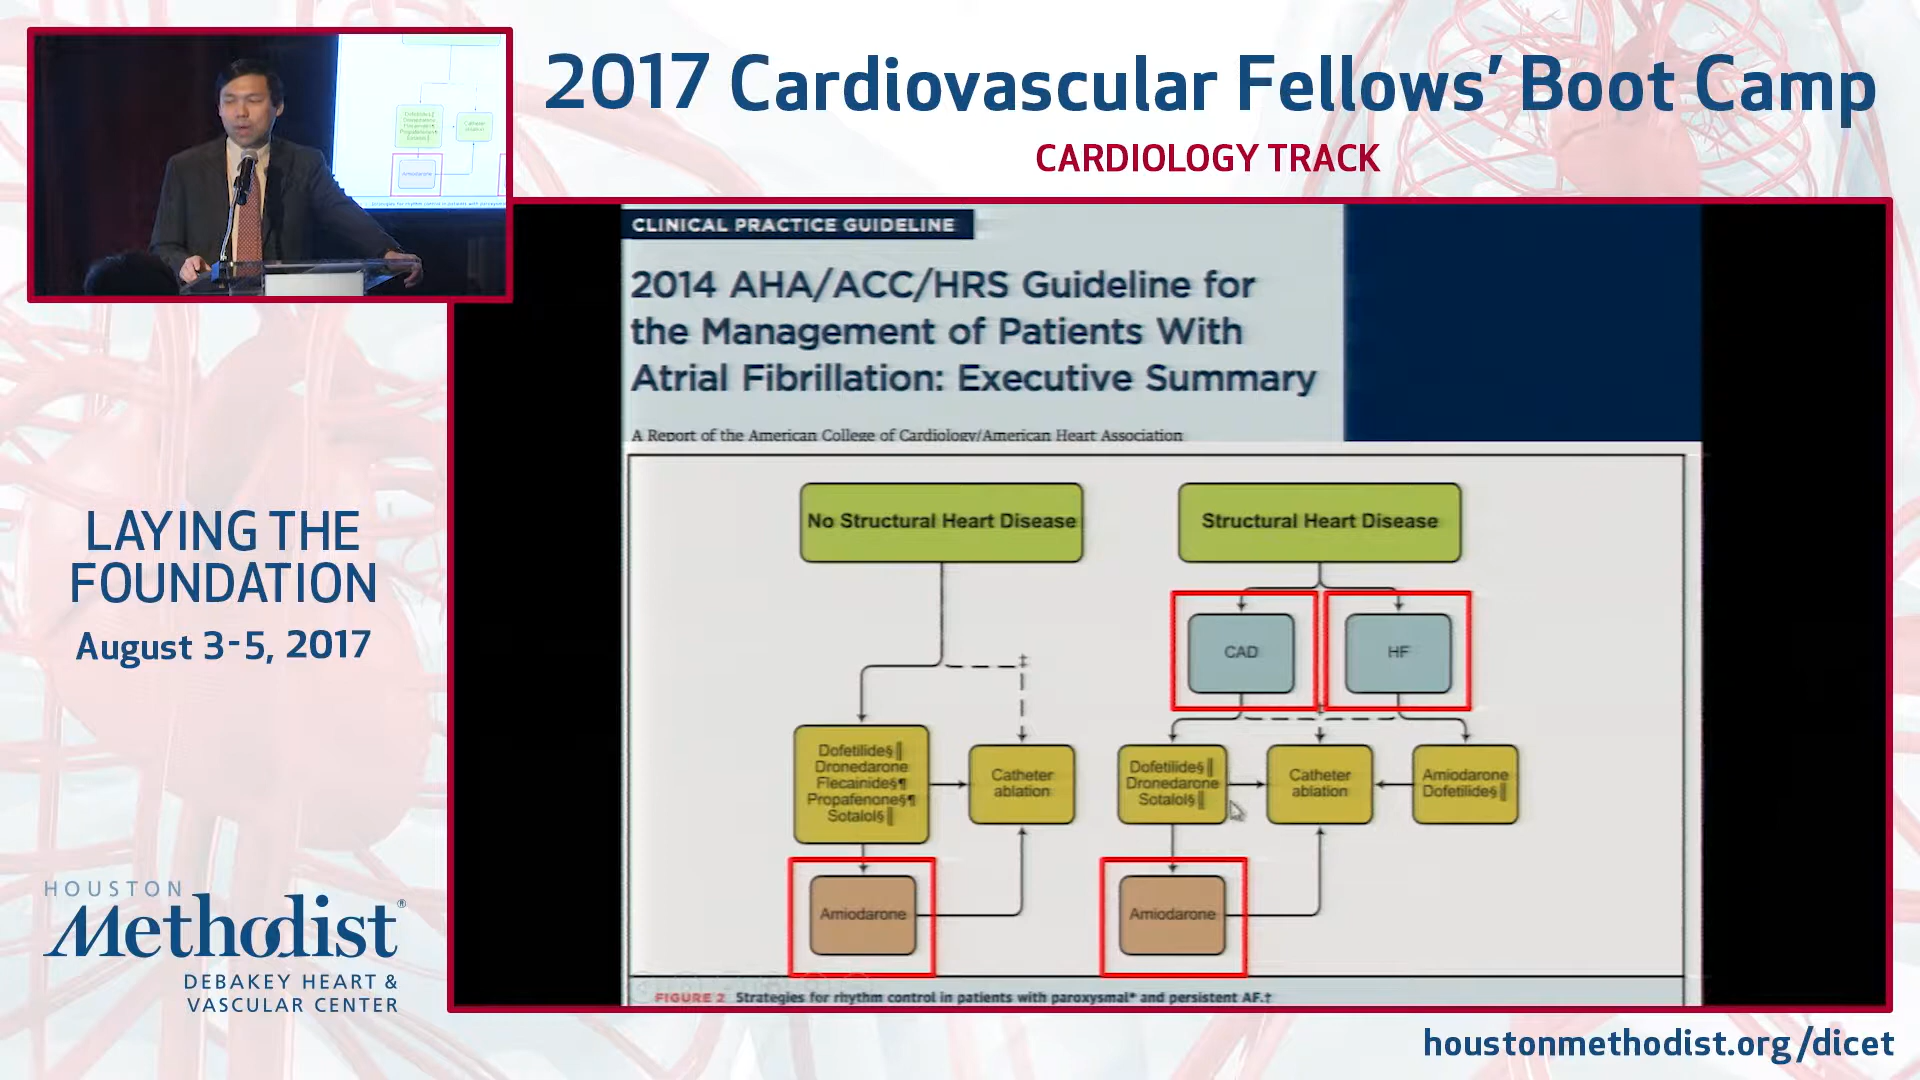 2017 Cardiovascular Fellows’ Boot Camp
CARDIOLOGY TRACK
CLINICAL PRACTICE GUIDELINE
2014 AHA/ACC/HRS Guideline for
the Management of Patients With
Atrial Fibrillation: Executive Summary
A Report of the American College of Cardiology/American Heart Association
No Structural Heart Disease
Structural Heart Disease
CAD
HF
‡
Dofetilide§‖
Dronedarone
Flecainide§¶
Propafenone§¶
Sotalol§‖
Catheter
ablation
Dofetilide§‖
Dronedarone
Sotalol§‖
Catheter
ablation
Amiodarone
Dofetilide§‖
Amiodarone
Amiodarone
FIGURE 2 Strategies for rhythm control in patients with paroxysmal* and persistent AF.†
LAYING THE
FOUNDATION
August 3-5, 2017
HOUSTON
Methodist®
DEBAKEY HEART &
VASCULAR CENTER
houstonmethodist.org/dicet